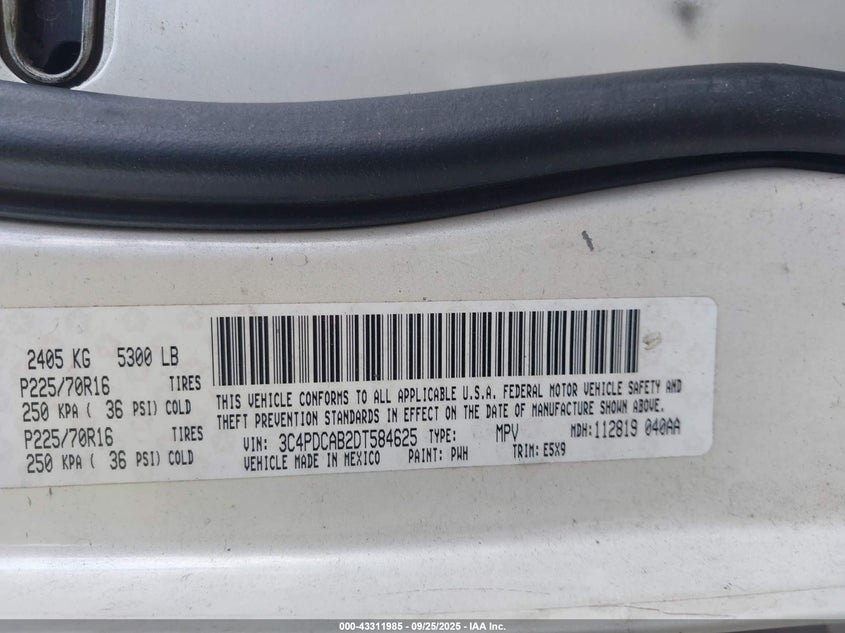 2405 KG 5300 LB
P225/70R16 TIRES
250 KPA ( 36 PSI) COLD
P225/70R16 TIRES
250 KPA ( 36 PSI) COLD
THIS VEHICLE CONFORMS TO ALL APPLICABLE U.S.A. FEDERAL MOTOR VEHICLE SAFETY AND
THEFT PREVENTION STANDARDS IN EFFECT ON THE DATE OF MANUFACTURE SHOWN ABOVE.
VIN: 3C4PDCAB2DT584625 TYPE: MPV MDH:112819 040AA
VEHICLE MADE IN MEXICO PAINT: PWH TRIM: E5X9
000-43311985 - 09/25/2025 - IAA Inc.